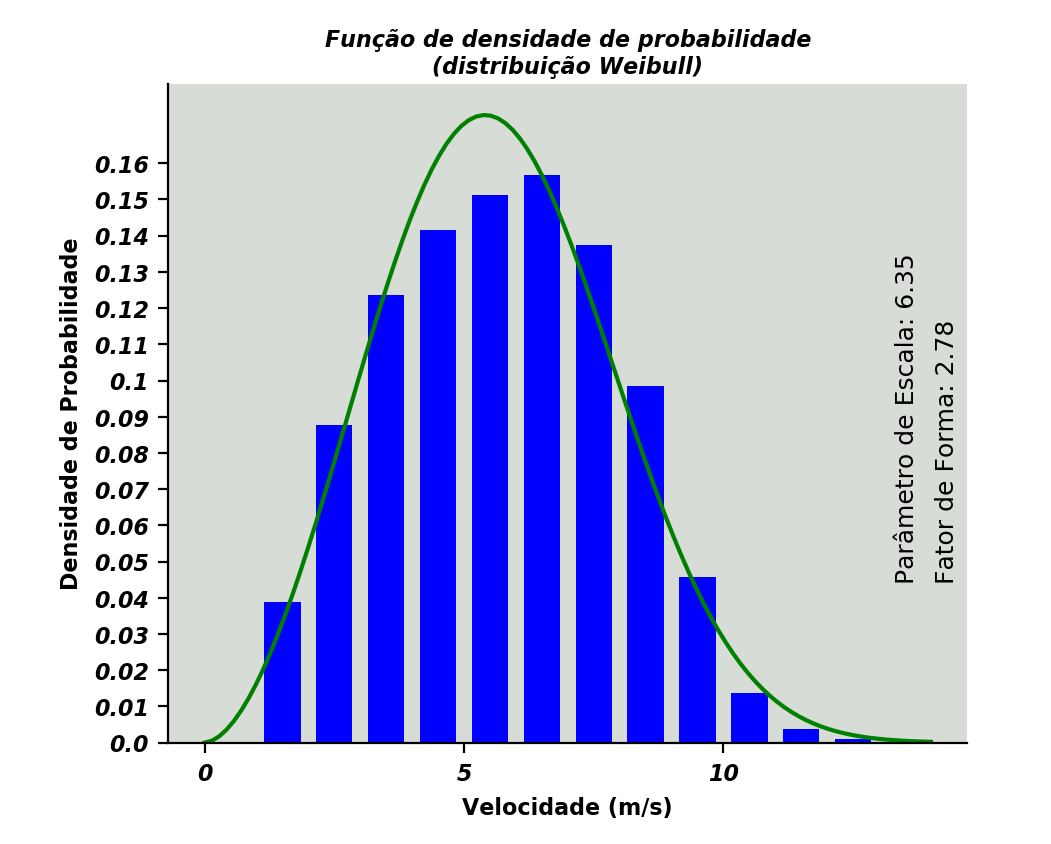 Função de densidade de probabilidade
(distribuição Weibull)
Densidade de Probabilidade
0.16
0.15
0.14
0.13
0.12
0.11
0.1
0.09
0.08
0.07
0.06
0.05
0.04
0.03
0.02
0.01
0.0
0 5 10
Velocidade (m/s)
Parâmetro de Escala: 6.35
Fator de Forma: 2.78